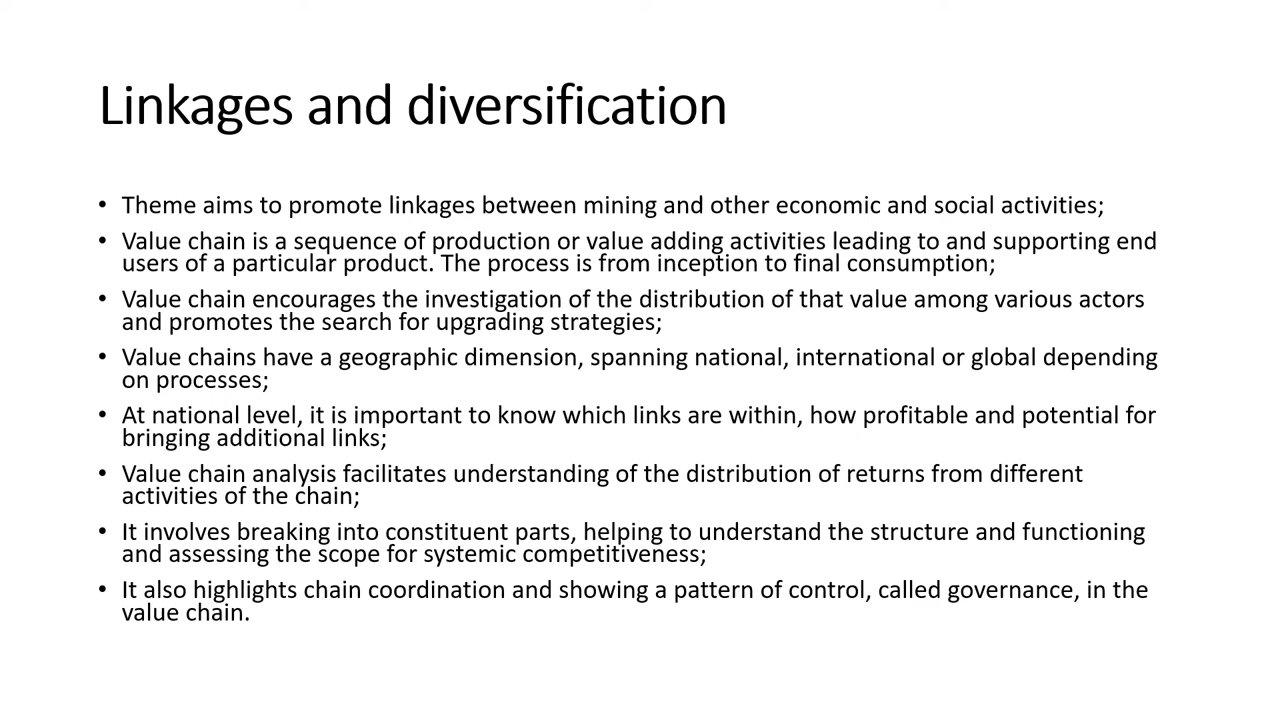 Linkages and diversification
• Theme aims to promote linkages between mining and other economic and social activities;
• Value chain is a sequence of production or value adding activities leading to and supporting end
users of a particular product. The process is from inception to final consumption;
• Value chain encourages the investigation of the distribution of that value among various actors
and promotes the search for upgrading strategies;
• Value chains have a geographic dimension, spanning national, international or global depending
on processes;
• At national level, it is important to know which links are within, how profitable and potential for
bringing additional links;
• Value chain analysis facilitates understanding of the distribution of returns from different
activities of the chain;
• It involves breaking into constituent parts, helping to understand the structure and functioning
and assessing the scope for systemic competitiveness;
• It also highlights chain coordination and showing a pattern of control, called governance, in the
value chain.